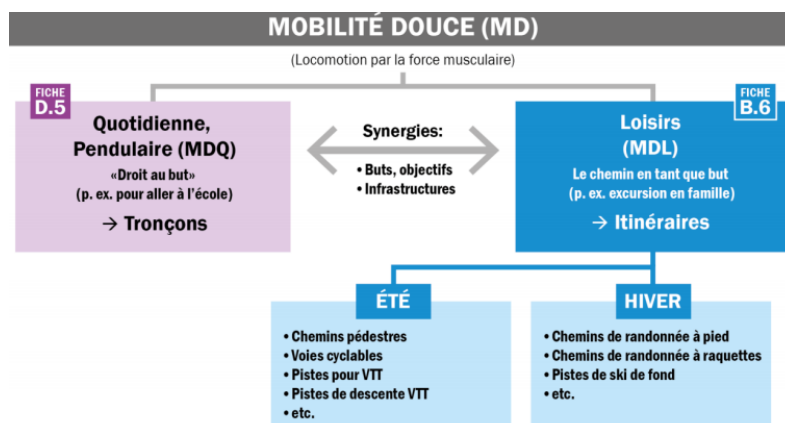 MOBILITÉ DOUCE (MD)
(Locomotion par la force musculaire)
FICHE
D.5
Quotidienne,
Pendulaire (MDQ)
«Droit au but»
(p. ex. pour aller à l'école)
→ Tronçons
Synergies:
• Buts, objectifs
• Infrastructures
FICHE
B.6
Loisirs
(MDL)
Le chemin en tant que but
(p. ex. excursion en famille)
→ Itinéraires
ÉTÉ
• Chemins pédestres
• Voies cyclables
• Pistes pour VTT
• Pistes de descente VTT
• etc.
HIVER
• Chemins de randonnée à pied
• Chemins de randonnée à raquettes
• Pistes de ski de fond
• etc.